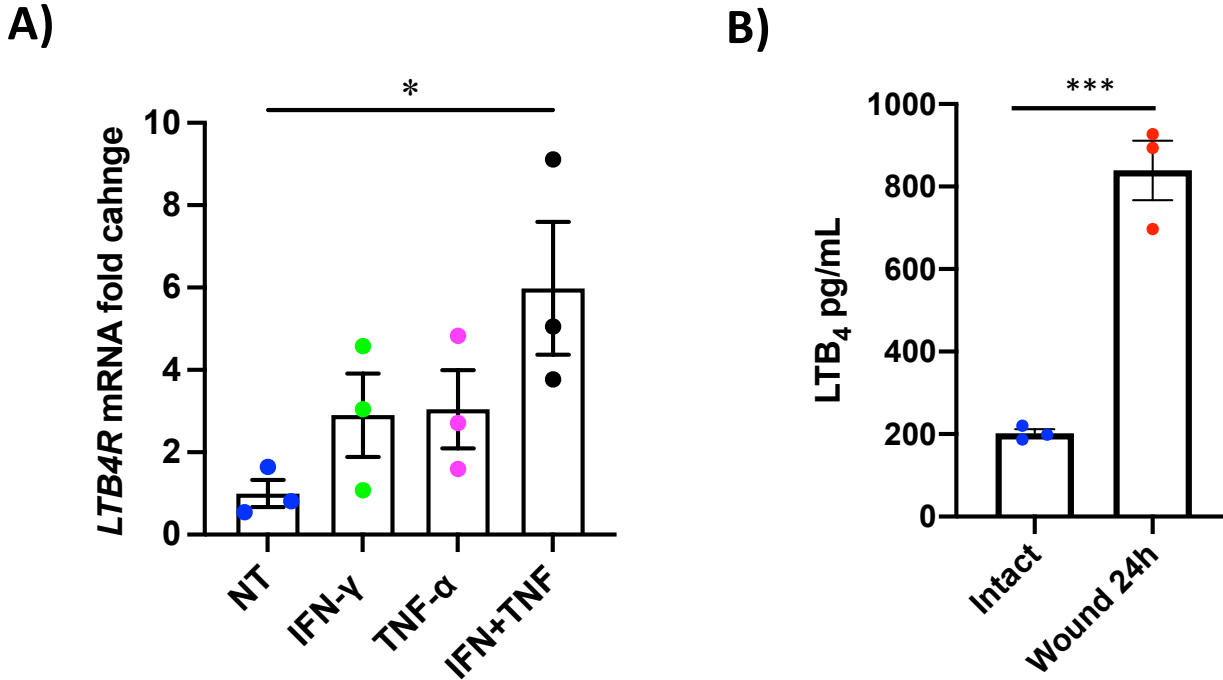 A)
*
LTB4R mRNA fold cahnge
10
8
6
4
2
0
NT
IFN-γ
TNF-α
IFN+TNF
B)
***
LTB4 pg/mL
1000
800
600
400
200
0
Intact
Wound 24h